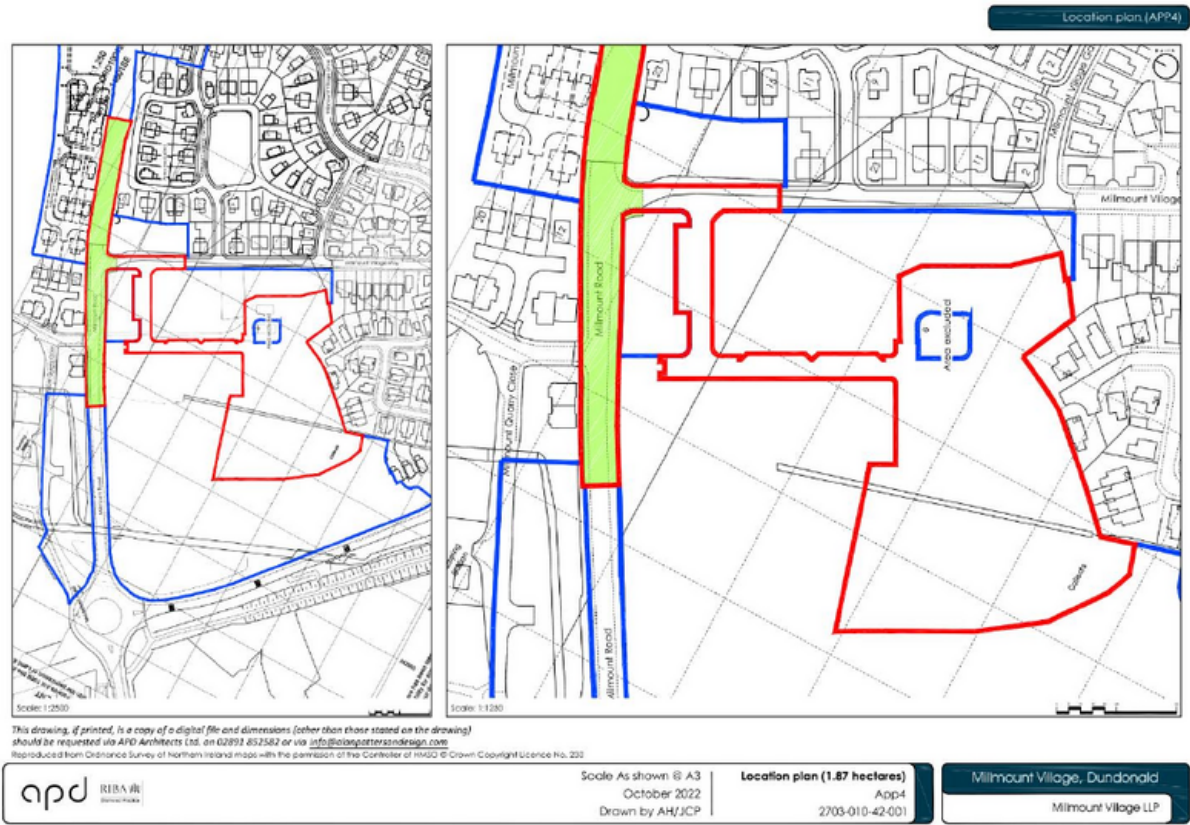 Location plan (APP4)
Millmount Road
Millmount Village
Millmount Quarry Close
Area excluded
Millmount Road
Scale: 1:2500
Scale: 1:1250
This drawing, if printed, is a copy of a digital file and dimensions (other than those stated on the drawing)
should be requested via APD Architects Ltd. on 02891 852582 or via info@alanpattersondesign.com
Reproduced from Ordnance Survey of Northern Ireland maps with the permission of the Controller of HMSO © Crown Copyright Licence No. 250
apd
RIBA
Scale As shown @ A3
October 2022
Drawn by AH/JCP
Location plan (1.87 hectares)
App4
2703-010-42-001
Millmount Village, Dundonald
Millmount Village LLP